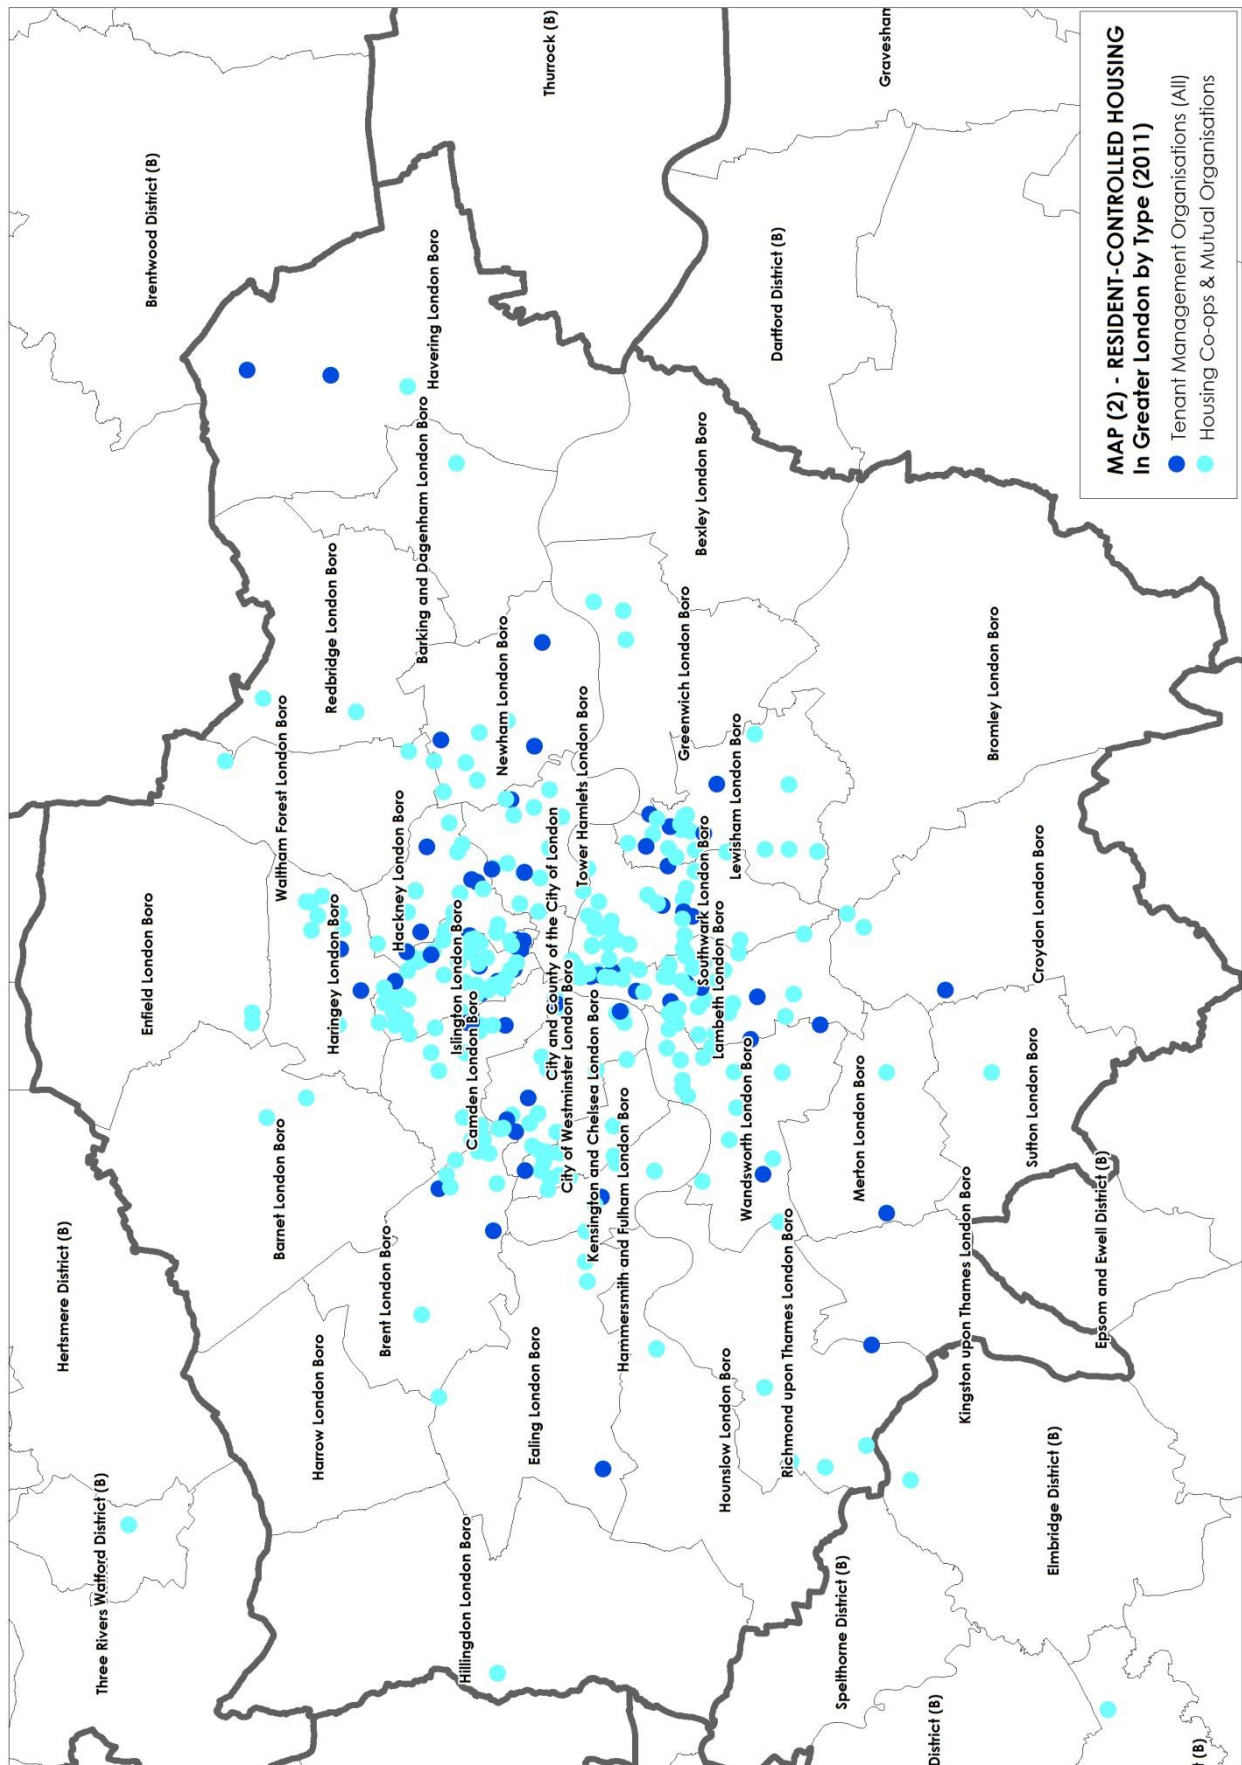 MAP (2) - RESIDENT-CONTROLLED HOUSING
In Greater London by Type (2011)
Tenant Management Organisations (All)
Housing Co-ops & Mutual Organisations
Three Rivers Watford District (B)
Hertsmere District (B)
Brentwood District (B)
Enfield London Boro
Barnet London Boro
Waltham Forest London Boro
Harrow London Boro
Haringey London Boro
Redbridge London Boro
Brent London Boro
Hackney London Boro
Barking and Dagenham London Boro
Havering London Boro
Thurrock (B)
Hillingdon London Boro
Camden London Boro
Islington London Boro
Newham London Boro
Ealing London Boro
City and County of the City of London
City of Westminster London Boro
Tower Hamlets London Boro
Kensington and Chelsea London Boro
Hammersmith and Fulham London Boro
Greenwich London Boro
Southwark London Boro
Bexley London Boro
Lambeth London Boro
Lewisham London Boro
Hounslow London Boro
Wandsworth London Boro
Richmond upon Thames London Boro
Dartford District (B)
Gravesham
Spelthorne District (B)
Merton London Boro
Kingston upon Thames London Boro
Bromley London Boro
Sutton London Boro
Croydon London Boro
Elmbridge District (B)
Epsom and Ewell District (B)
District (B)
t (B)